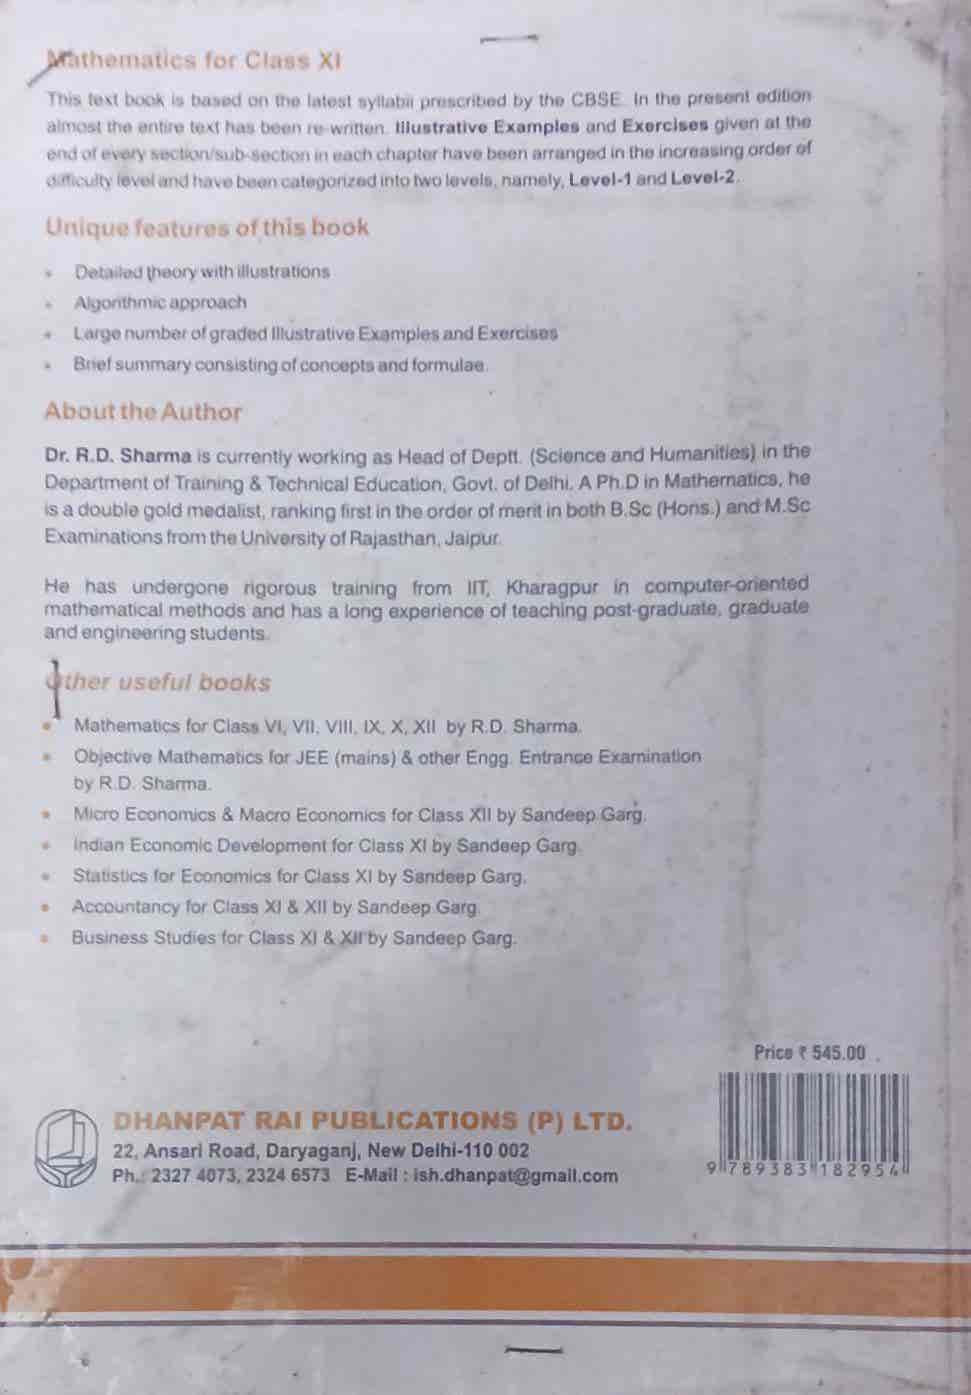 Mathematics for Class XI
This text book is based on the latest syllabii prescribed by the CBSE. In the present edition
almost the entire text has been re-written. Illustrative Examples and Exercises given at the
end of every section/sub-section in each chapter have been arranged in the increasing order of
difficulty level and have been categorized into two levels, namely, Level-1 and Level-2.
Unique features of this book
• Detailed theory with illustrations
• Algorithmic approach
• Large number of graded Illustrative Examples and Exercises
• Brief summary consisting of concepts and formulae.
About the Author
Dr. R.D. Sharma is currently working as Head of Deptt. (Science and Humanities) in the
Department of Training & Technical Education, Govt. of Delhi. A Ph.D in Mathematics, he
is a double gold medalist, ranking first in the order of merit in both B.Sc (Hons.) and M.Sc
Examinations from the University of Rajasthan, Jaipur.
He has undergone rigorous training from IIT, Kharagpur in computer-oriented
mathematical methods and has a long experience of teaching post-graduate, graduate
and engineering students.
Other useful books
• Mathematics for Class VI, VII, VIII, IX, X, XII by R.D. Sharma.
• Objective Mathematics for JEE (mains) & other Engg. Entrance Examination
by R.D. Sharma.
• Micro Economics & Macro Economics for Class XII by Sandeep Garg.
• Indian Economic Development for Class XI by Sandeep Garg.
• Statistics for Economics for Class XI by Sandeep Garg.
• Accountancy for Class XI & XII by Sandeep Garg.
• Business Studies for Class XI & XII by Sandeep Garg.
Price ₹ 545.00
DHANPAT RAI PUBLICATIONS (P) LTD.
22, Ansari Road, Daryaganj, New Delhi-110 002
Ph.: 2327 4073, 2324 6573 E-Mail : ish.dhanpat@gmail.com
9 789383 182954